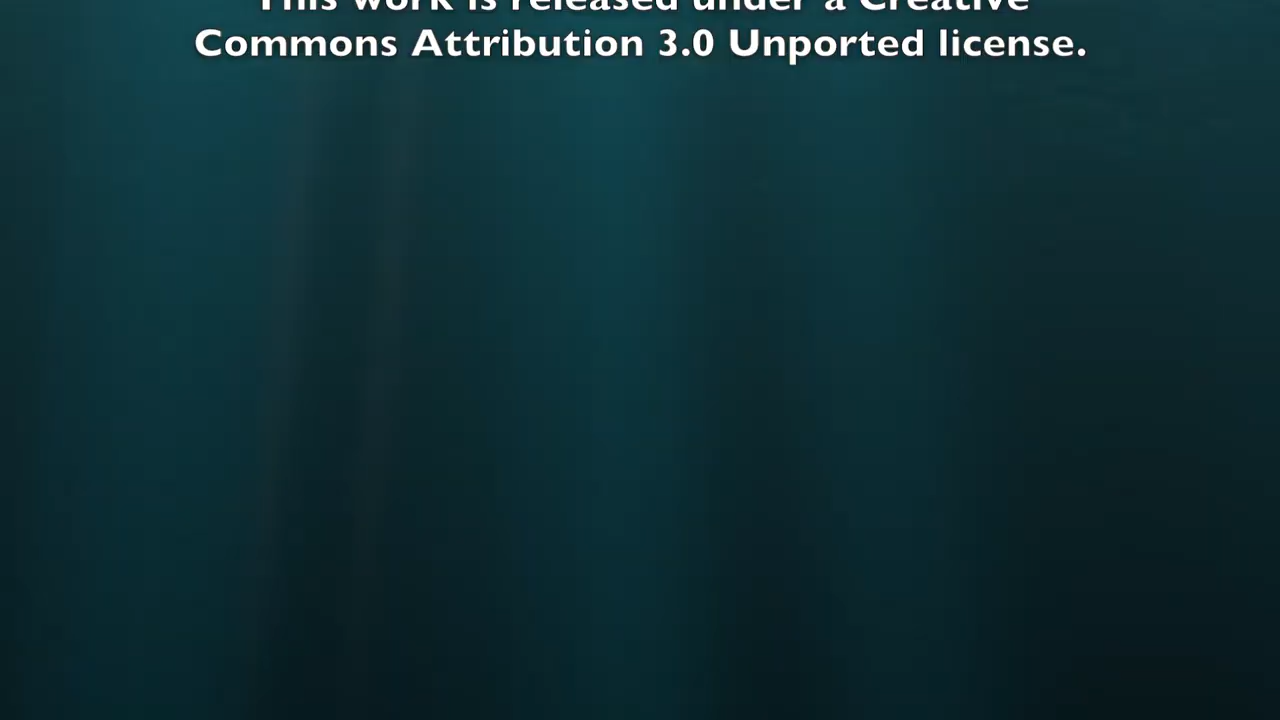 This work is released under a Creative
Commons Attribution 3.0 Unported license.